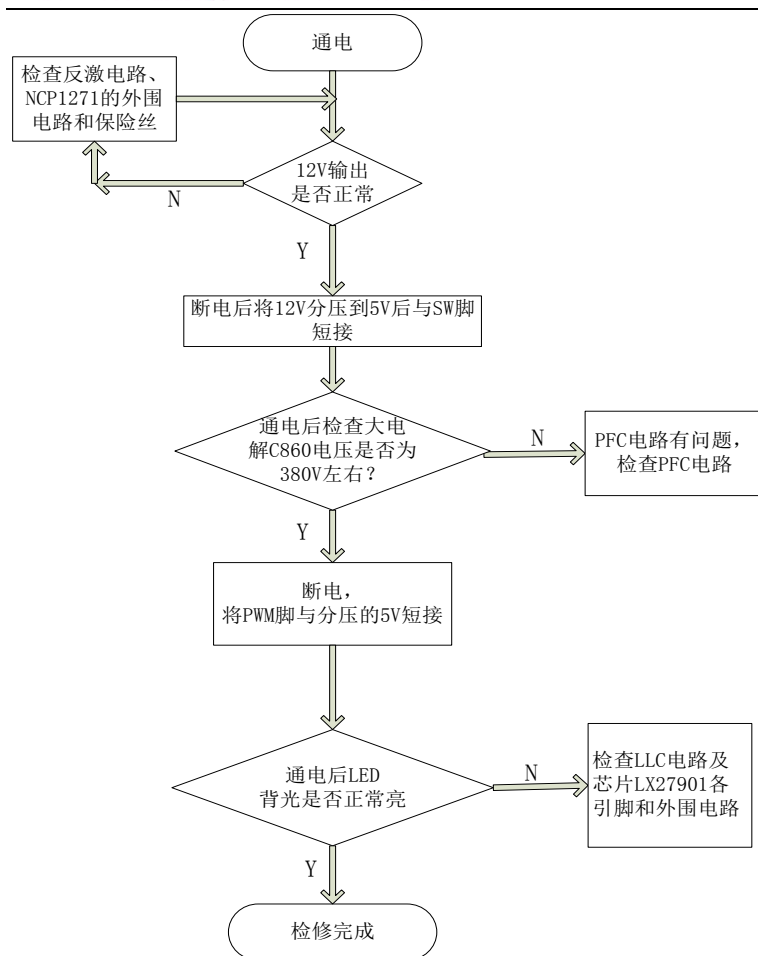 通电
检查反激电路、
NCP1271的外围
电路和保险丝
12V输出
是否正常
N
Y
断电后将12V分压到5V后与SW脚
短接
通电后检查大电
解C860电压是否为
380V左右?
N
PFC电路有问题，
检查PFC电路
Y
断电，
将PWM脚与分压的5V短接
通电后LED
背光是否正常亮
N
检查LLC电路及
芯片LX27901各
引脚和外围电路
Y
检修完成